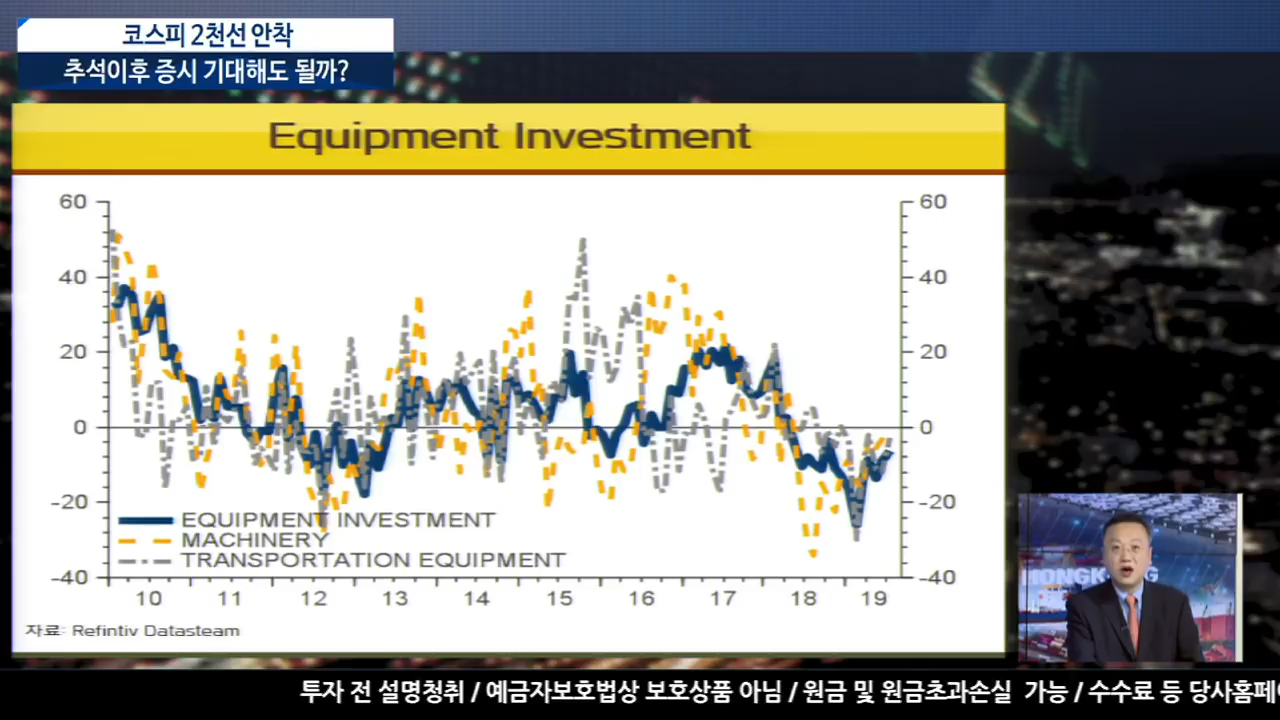 코스피 2천선 안착
추석이후 증시 기대해도 될까?
Equipment Investment
60 60
40 40
20 20
0 0
-20 -20
-40 -40
EQUIPMENT INVESTMENT
MACHINERY
TRANSPORTATION EQUIPMENT
10 11 12 13 14 15 16 17 18 19
자료: Refintiv Datasteam
HONGK NG
투자 전 설명청취 / 예금자보호법상 보호상품 아님 / 원금 및 원금초과손실 가능 / 수수료 등 당사홈페